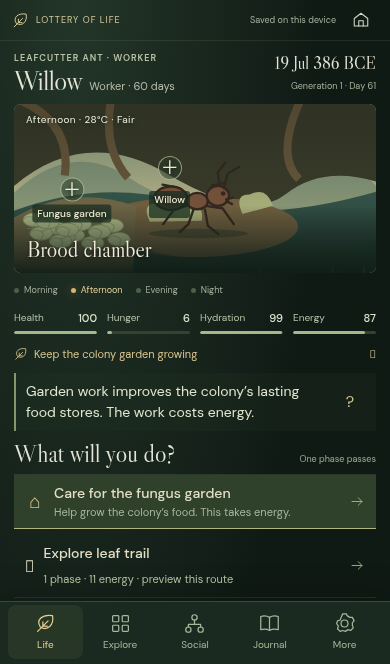 LOTTERY OF LIFE
Saved on this device
LEAFCUTTER ANT · WORKER
Willow Worker · 60 days
19 Jul 386 BCE
Generation 1 · Day 61
Afternoon · 28°C · Fair
Fungus garden
Willow
Brood chamber
Morning
Afternoon
Evening
Night
Health 100
Hunger 6
Hydration 99
Energy 87
Keep the colony garden growing
Garden work improves the colony’s lasting
food stores. The work costs energy.
?
What will you do?
One phase passes
Care for the fungus garden
Help grow the colony’s food. This takes energy.
Explore leaf trail
1 phase · 11 energy · preview this route
Life
Explore
Social
Journal
More